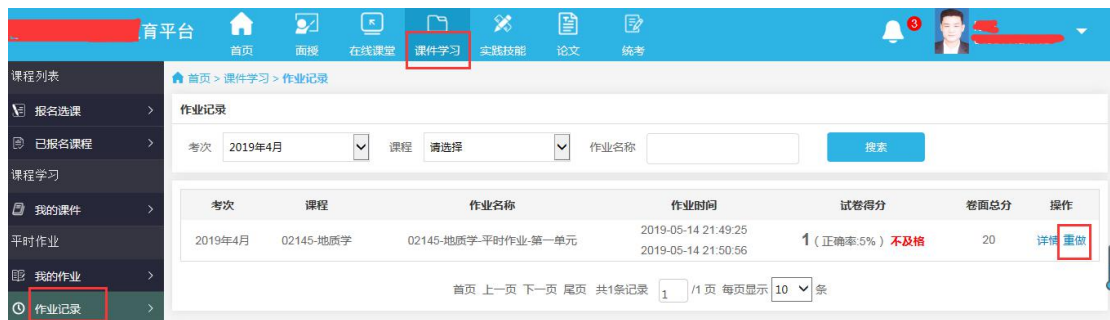 育平台
首页 面授 在线课堂 课件学习 实践技能 论文 统考
3
课程列表
首页 > 课件学习 > 作业记录
报名选课
作业记录
已报名课程
考次 2019年4月 课程 请选择 作业名称 搜索
课程学习
我的课件
考次 课程 作业名称 作业时间 试卷得分 卷面总分 操作
平时作业
2019年4月 02145-地质学 02145-地质学-平时作业-第一单元 2019-05-14 21:49:25 1（正确率:5%）不及格 20 详情 重做
2019-05-14 21:50:56
我的作业
首页 上一页 下一页 尾页 共1条记录 1 /1 页 每页显示 10 条
作业记录